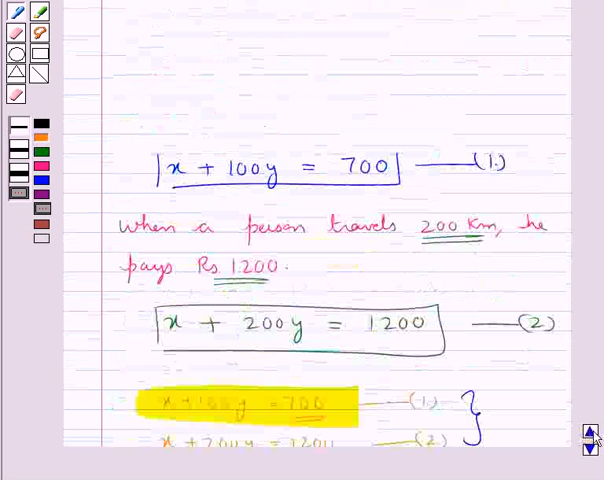 x + 100y = 700 —(1.)
When a person travels 200 Km, he
pays Rs 1200.
x + 200y = 1200 —(2)
x + 100y = 700 —(1.)
x + 200y = 1200 —(2)